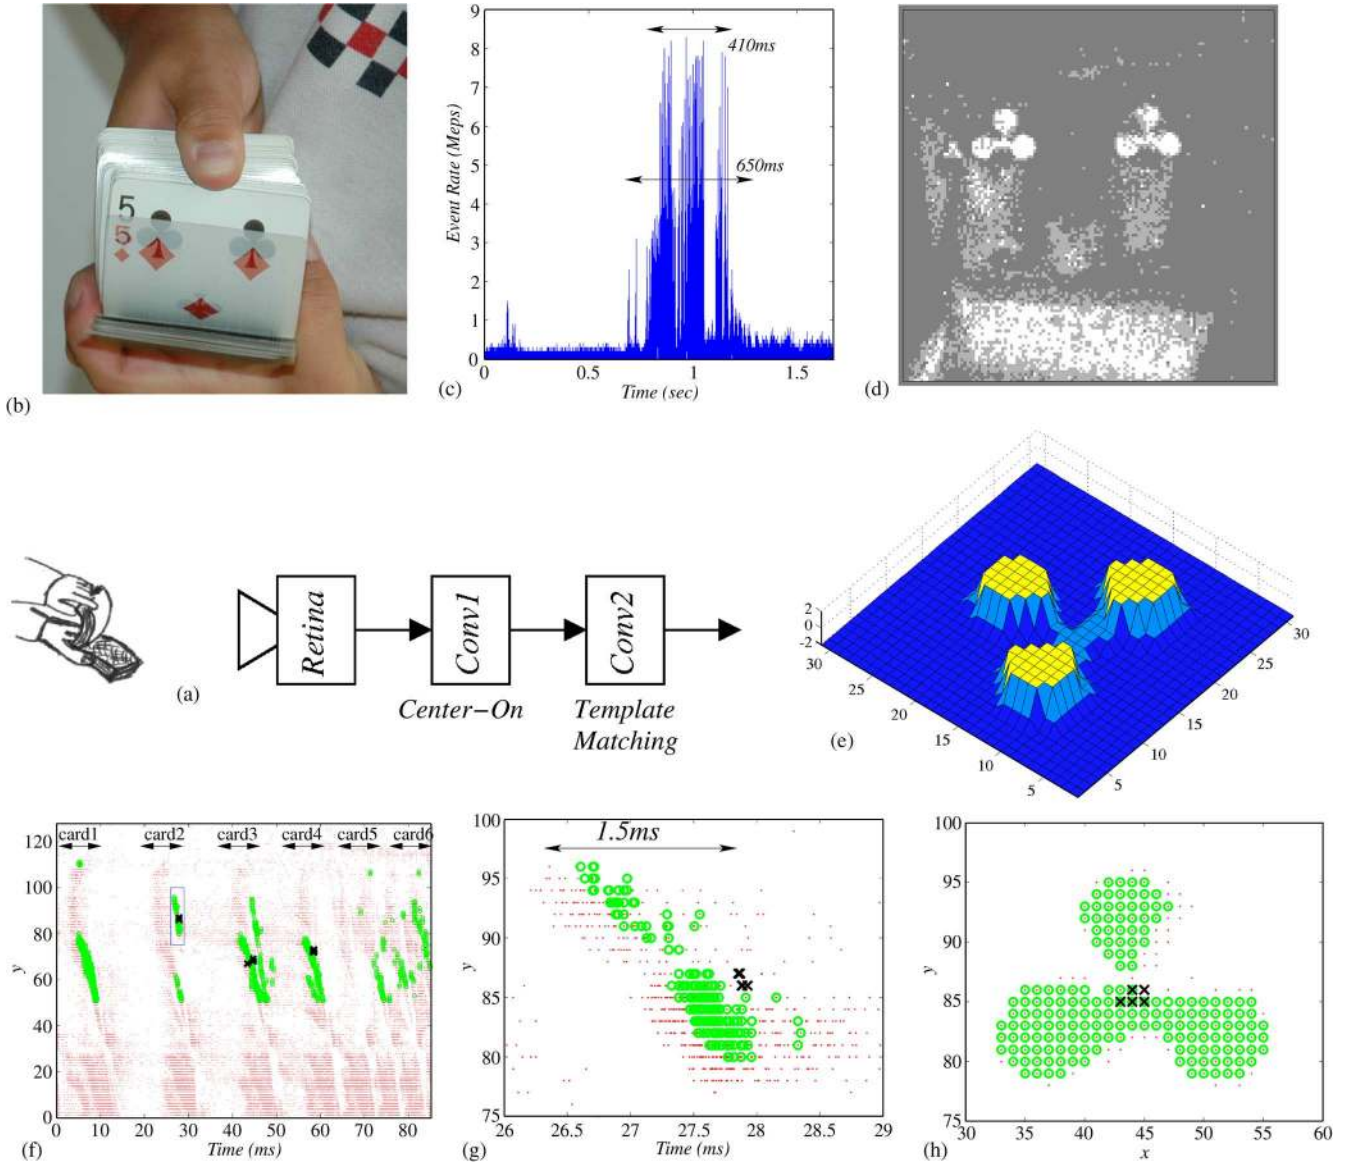 5
5
(b)
9
8
7
6
5
4
3
2
1
0
Event Rate (Meps)
410ms
650ms
0 0.5 1 1.5
Time (sec)
(c)
(d)
(a)
Retina
Conv1
Conv2
Center-On
Template
Matching
2
0
-2
30
25
20
15
10
5
5
10
15
20
25
30
(e)
card1 card2 card3 card4 card5 card6
120
100
80
60
40
20
0
y
0 10 20 30 40 50 60 70 80
Time (ms)
(f)
1.5ms
100
95
90
85
80
75
y
26 26.5 27 27.5 28 28.5 29
Time (ms)
(g)
100
95
90
85
80
75
y
30 35 40 45 50 55 60
x
(h)